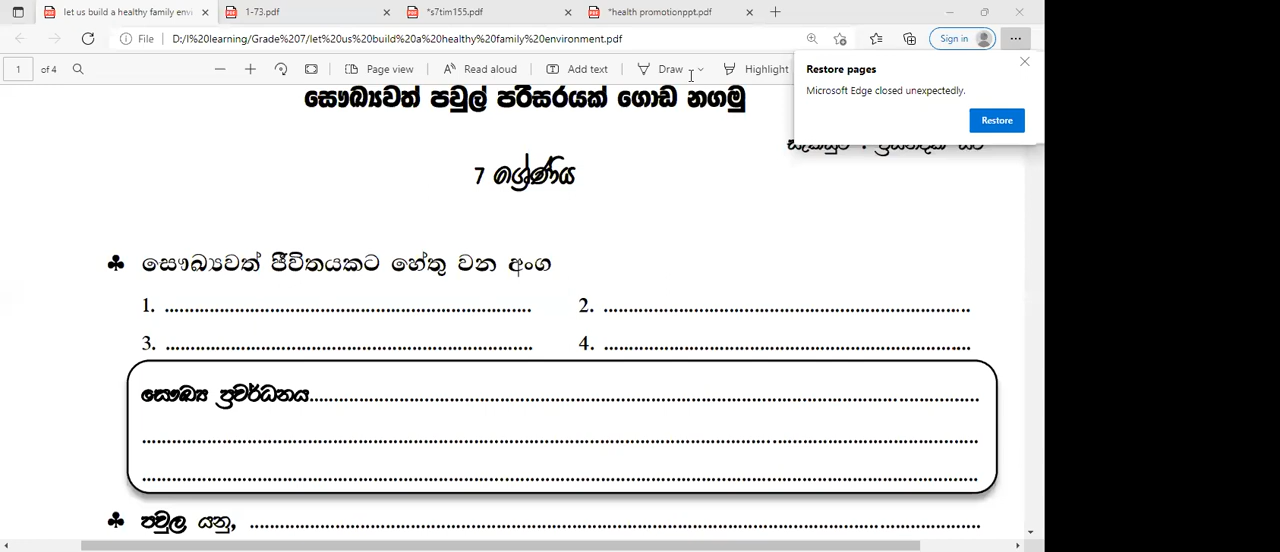 let us build a healthy family envi
1-73.pdf
*s7tim155.pdf
*health promotionppt.pdf
File
D:/I%20learning/Grade%207/let%20us%20build%20a%20healthy%20family%20environment.pdf
Sign in
1 of 4
Page view
Read aloud
Add text
Draw
Highlight
Restore pages
Microsoft Edge closed unexpectedly.
Restore
සෞඛ්‍යවත් පවුල් පරිසරයක් ගොඩ නගමු
7 ශ්‍රේණිය
♣ සෞඛ්‍යවත් ජීවිතයකට හේතු වන අංග
1. ........................................ 2. ........................................
3. ........................................ 4. ........................................
සෞඛ්‍ය ප්‍රවර්ධනය........................................
♣ පවුල යනු, ........................................